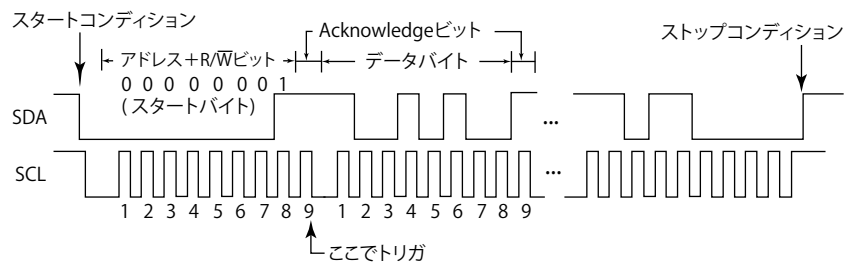 スタートコンディション
Acknowledgeビット
ストップコンディション
アドレス+R/W̅ビット
データバイト
0 0 0 0 0 0 0 1
(スタートバイト)
SDA
...
SCL
...
1 2 3 4 5 6 7 8 9 1 2 3 4 5 6 7 8 9
ここでトリガ